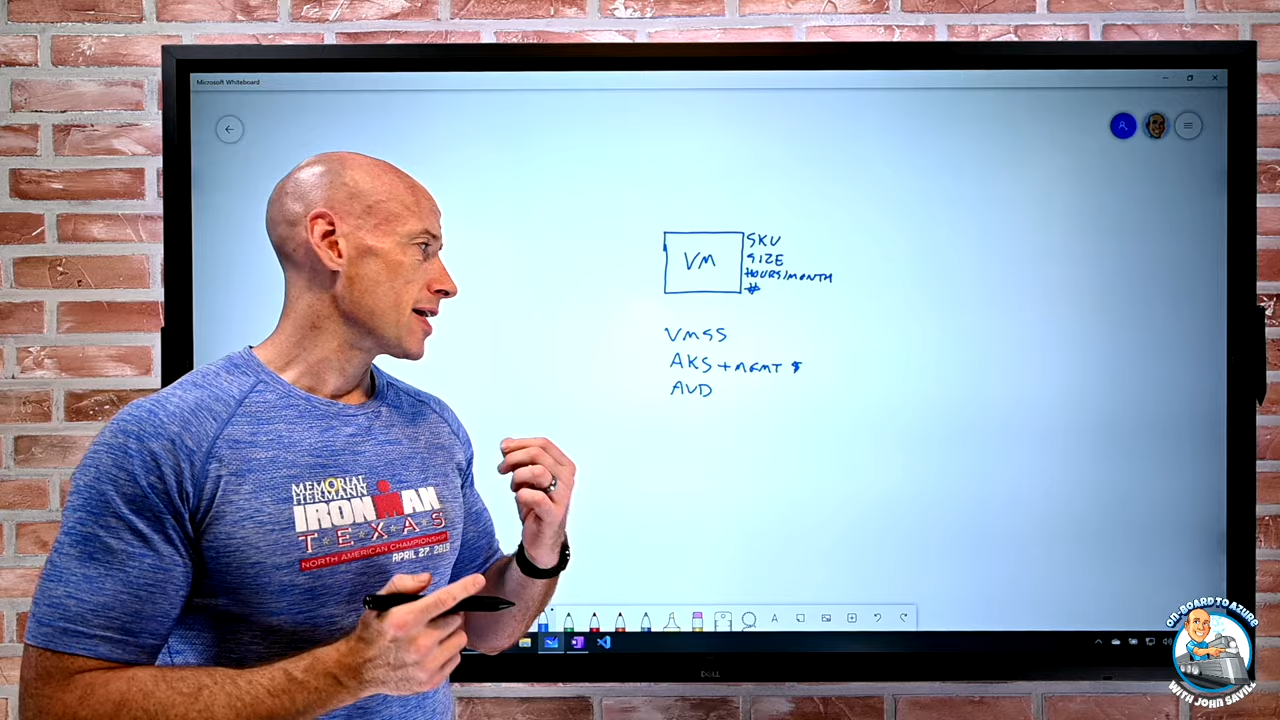 Microsoft Whiteboard
VM
SKU
SIZE
HOURS/MONTH
#
VMSS
AKS + MGMT $
AVD
MEMORIAL
HERMANN
IRONMAN
TEXAS
NORTH AMERICAN CHAMPIONSHIP
APRIL 27, 2019
DELL
ON-BOARD TO AZURE
WITH JOHN SAVILL